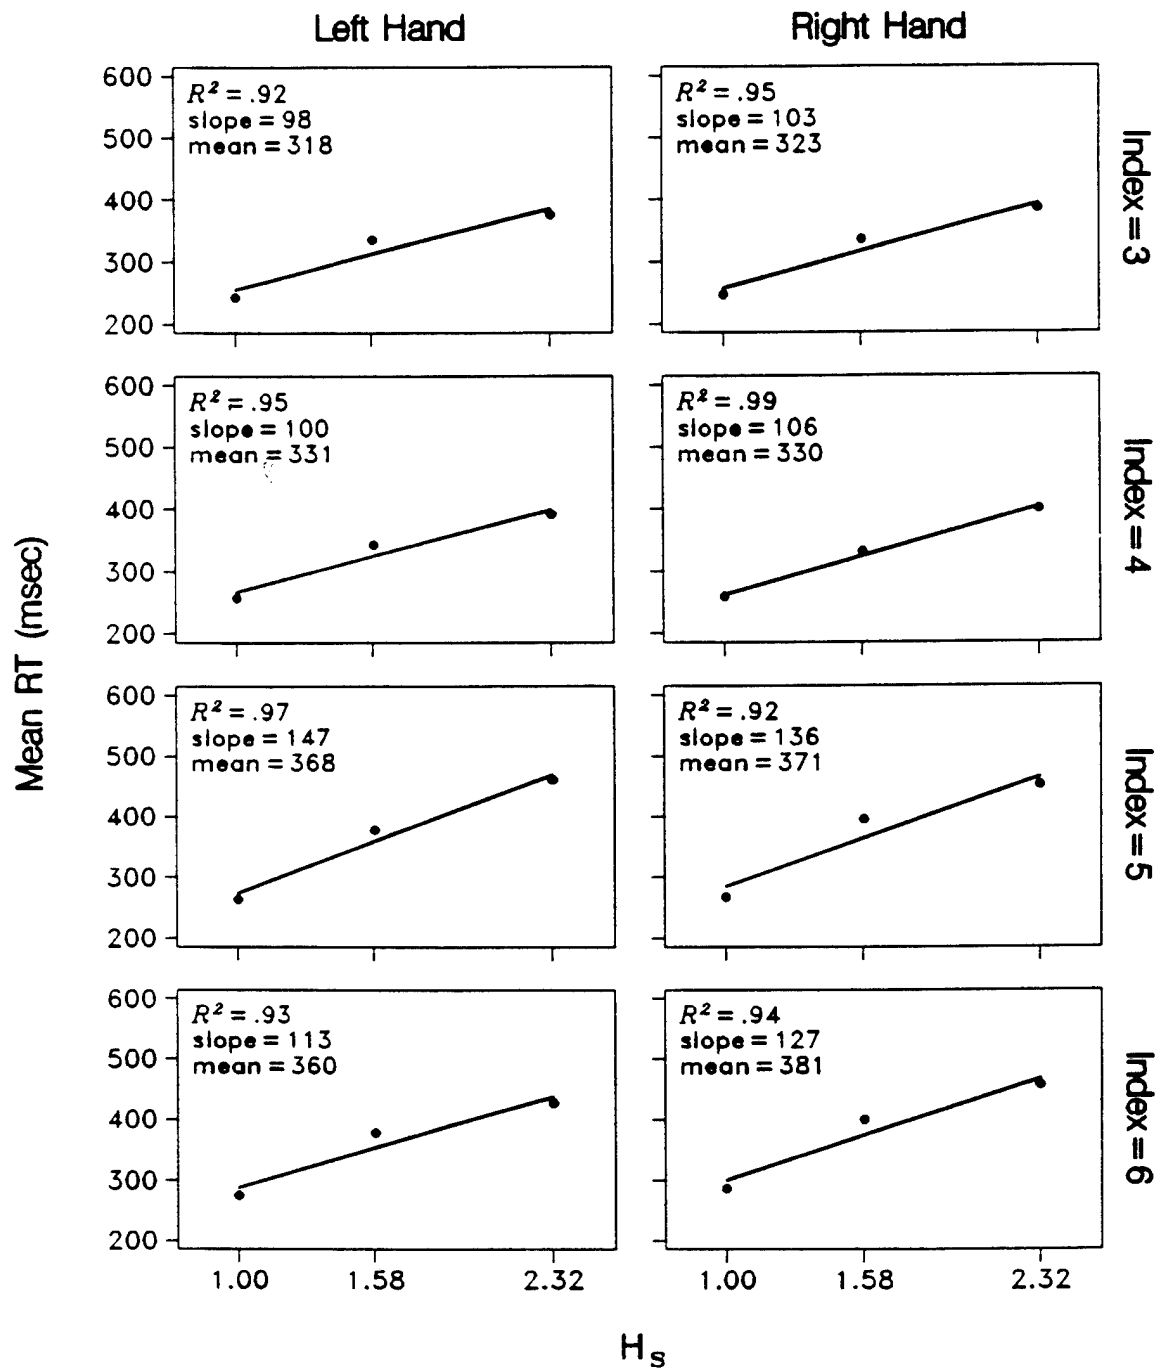 Left Hand
Right Hand
600
500
400
300
200
R² = .92
slope = 98
mean = 318
R² = .95
slope = 103
mean = 323
Index = 3
600
500
400
300
200
R² = .95
slope = 100
mean = 331
R² = .99
slope = 106
mean = 330
Index = 4
Mean RT (msec)
600
500
400
300
200
R² = .97
slope = 147
mean = 368
R² = .92
slope = 136
mean = 371
Index = 5
600
500
400
300
200
R² = .93
slope = 113
mean = 360
R² = .94
slope = 127
mean = 381
Index = 6
1.00 1.58 2.32
1.00 1.58 2.32
Hs